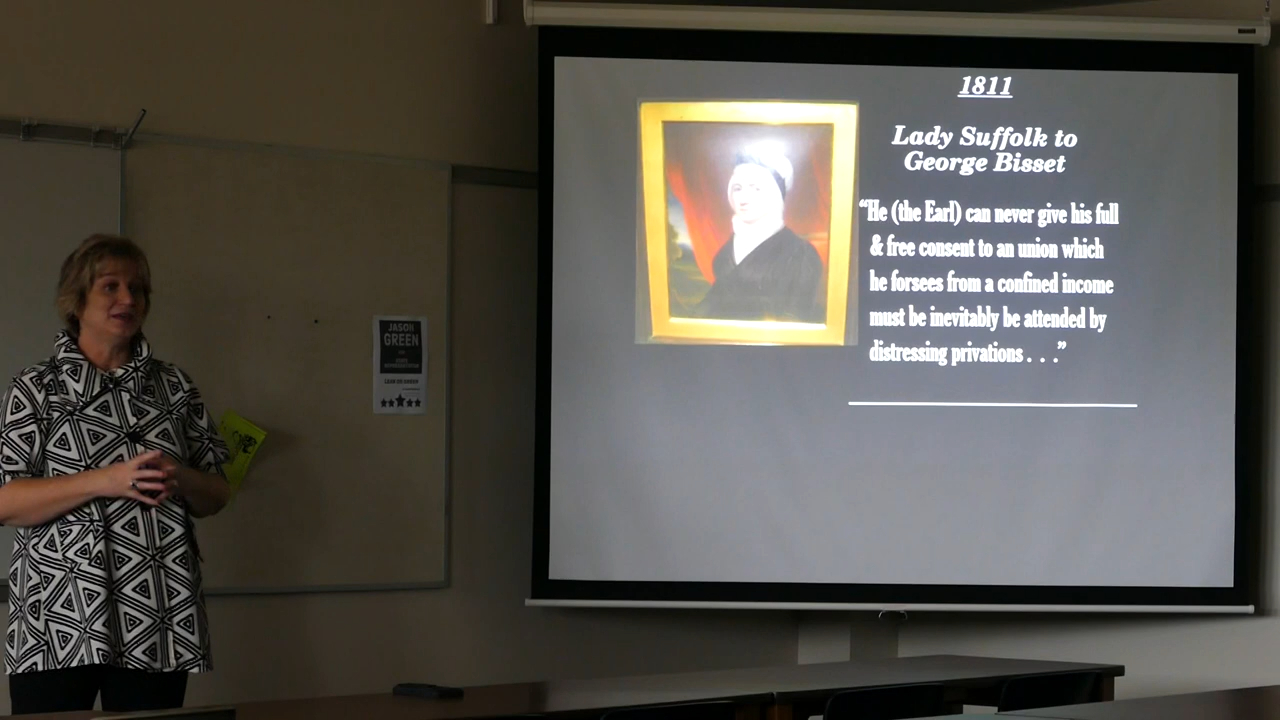 1811
Lady Suffolk to
George Bisset
“He (the Earl) can never give his full
& free consent to an union which
he forsees from a confined income
must be inevitably be attended by
distressing privations . . .”
JASON
GREEN